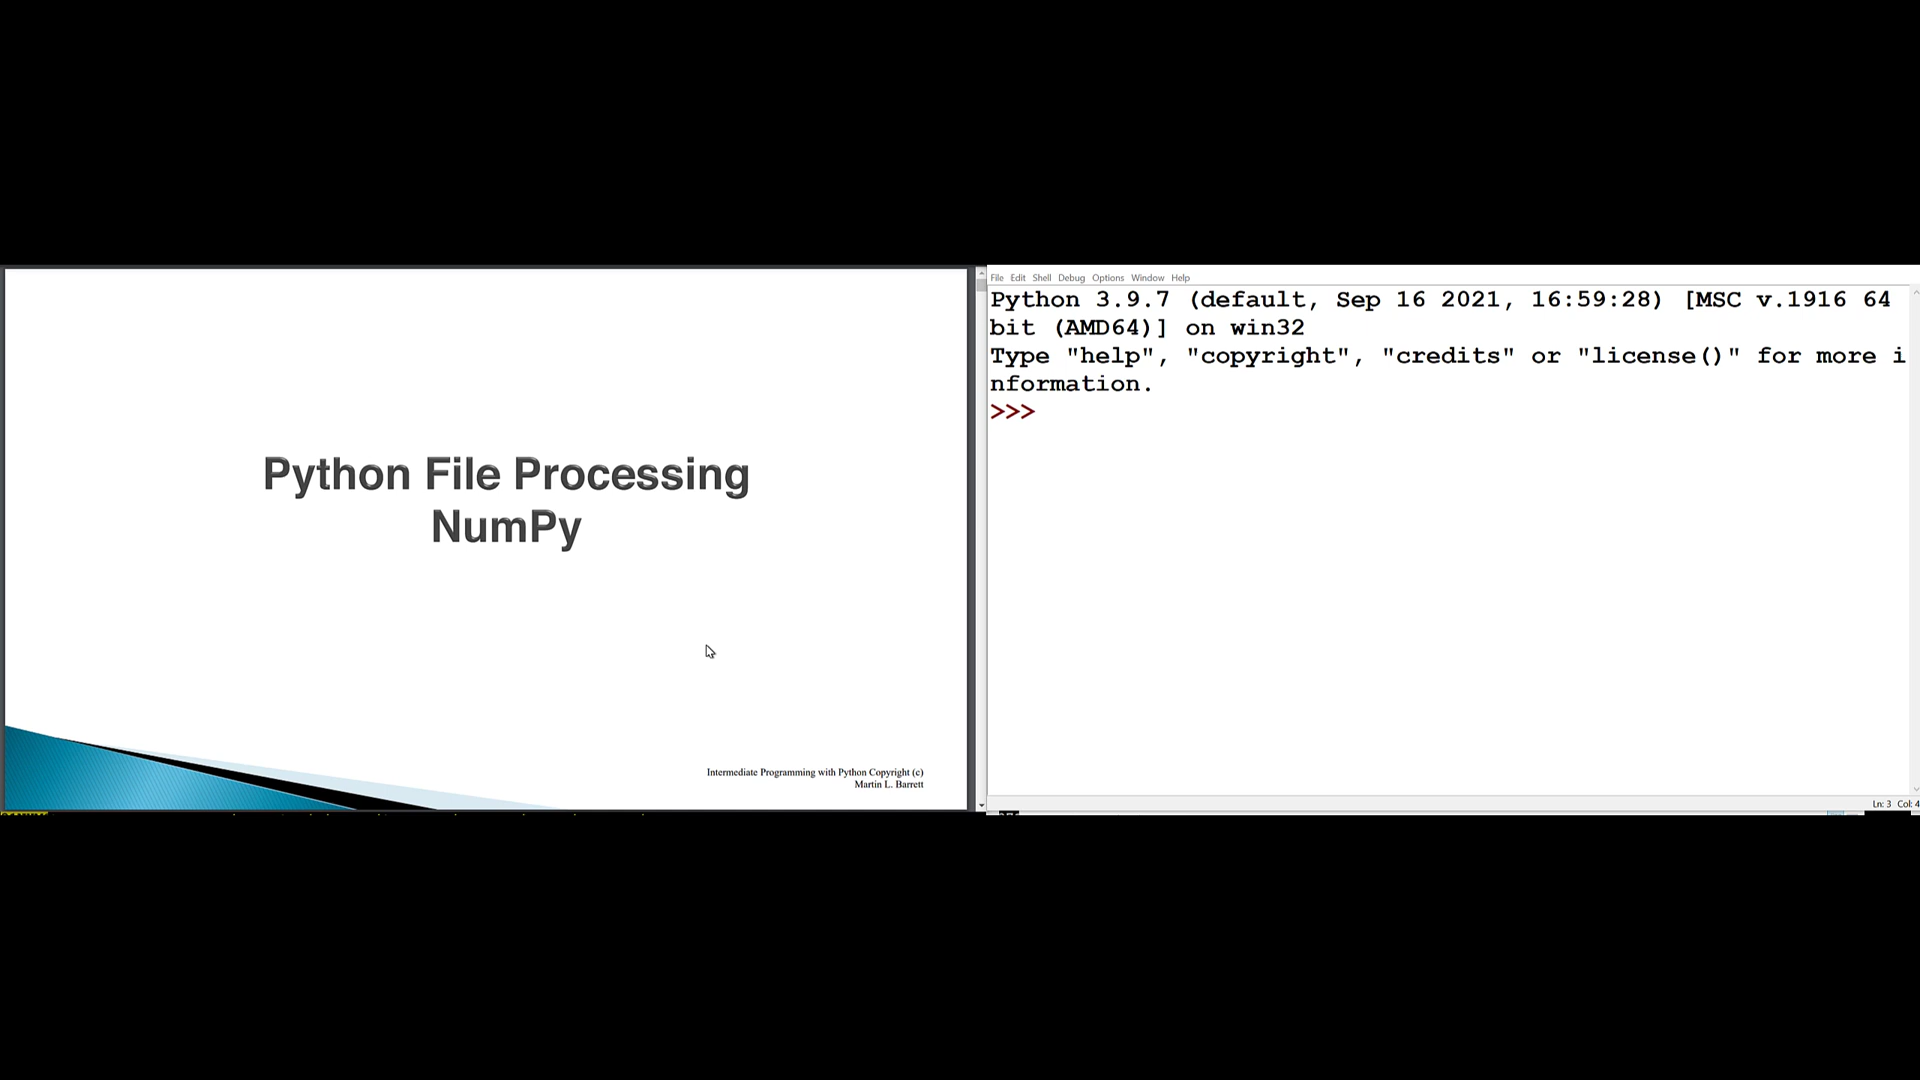 Python File Processing
NumPy
Intermediate Programming with Python Copyright (c)
Martin L. Barrett
File Edit Shell Debug Options Window Help
Python 3.9.7 (default, Sep 16 2021, 16:59:28) [MSC v.1916 64
bit (AMD64)] on win32
Type "help", "copyright", "credits" or "license()" for more i
nformation.
>>>
Ln: 3 Col: 4